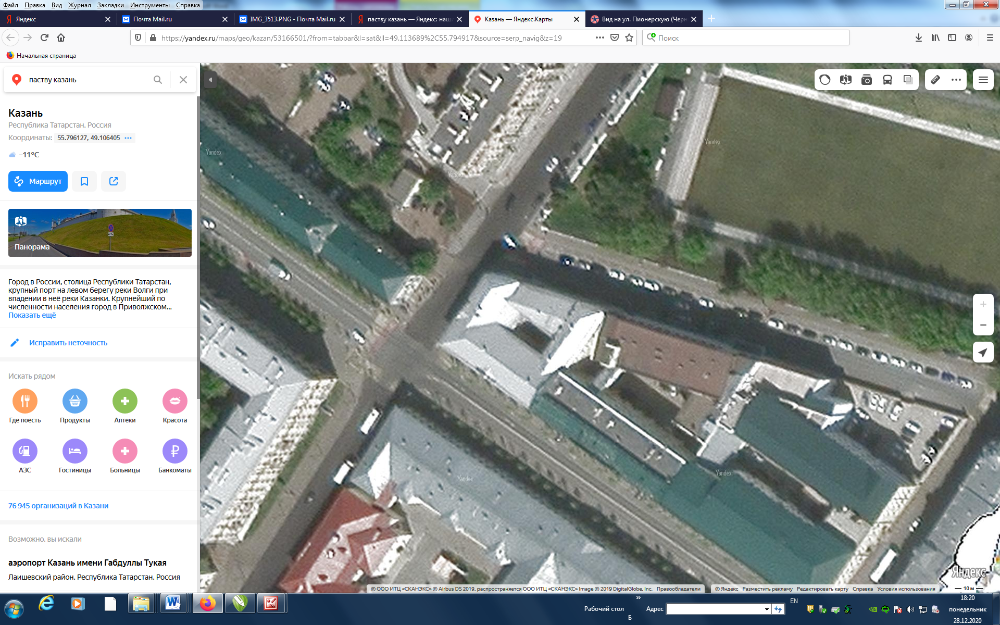 Файл Правка Вид Журнал Закладки Инструменты Справка
Яндекс
Почта Mail.ru
IMG_3513.PNG - Почта Mail.ru
паству казань — Яндекс: наш
Казань — Яндекс.Карты
Вид на ул. Пионерскую (Черн
https://yandex.ru/maps/geo/kazan/53166501/?from=tabbar&l=sat&ll=49.113689%2C55.794917&source=serp_navig&z=19
Поиск
Начальная страница
паству казань
Казань
Республика Татарстан, Россия
Координаты: 55.796127, 49.106405
−11°C
Маршрут
Панорама
Город в России, столица Республики Татарстан,
крупный порт на левом берегу реки Волги при
впадении в неё реки Казанки. Крупнейший по
численности населения город в Приволжском...
Показать ещё
Исправить неточность
Искать рядом
Где поесть Продукты Аптеки Красота
АЗС Гостиницы Больницы Банкоматы
76 945 организаций в Казани
Возможно, вы искали
аэропорт Казань имени Габдуллы Тукая
Лаишевский район, Республика Татарстан, Россия
Yandex
Yandex
Yandex
Yandex
Yandex
Яндекс
© ООО ИТЦ «СКАНЭКС» © Airbus DS 2019, распространяется ООО ИТЦ «СКАНЭКС» Image © 2019 DigitalGlobe, Inc. Правообладатели
© Яндекс Разместить рекламу Редактировать карту Справка Условия использования
10 м
Рабочий стол
Б
Адрес
EN
18:20
понедельник
28.12.2020